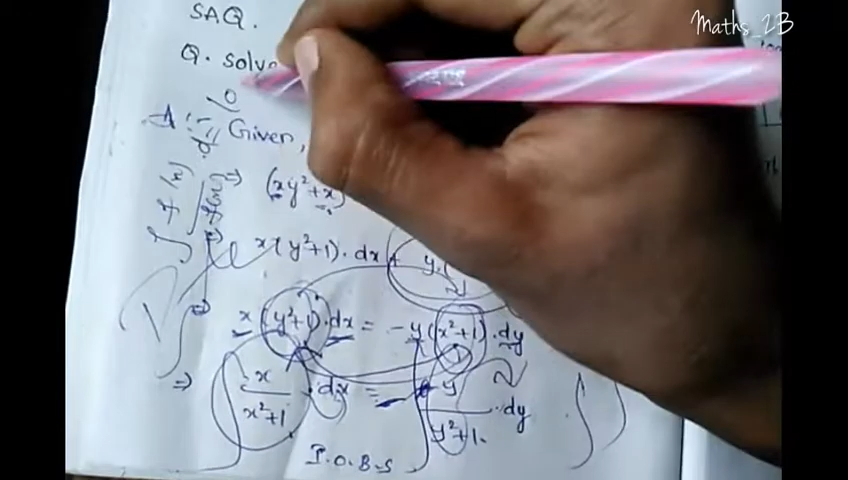 Maths_2B
SAQ.
Q. Solve
Given,
⇒ (xy²+x)
⇒ x(y²+1).dx + y.(
⇒ x(y²+1).dx = -y(x²+1).dy
⇒ x/x²+1 .dx = -y/y²+1 .dy
I.O.B.S